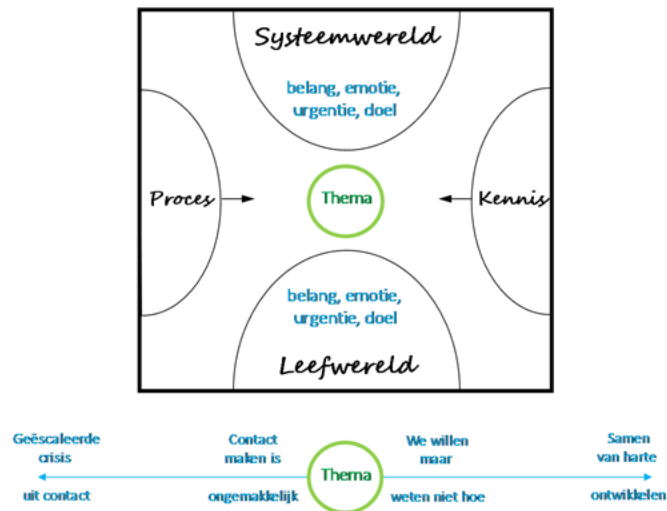 Systeemwereld
belang, emotie,
urgentie, doel
Proces
Thema
Kennis
belang, emotie,
urgentie, doel
Leefwereld
Geëscaleerde
crisis
uit contact
Contact
maken is
ongemakkelijk
Thema
We willen
maar
weten niet hoe
Samen
van harte
ontwikkelen